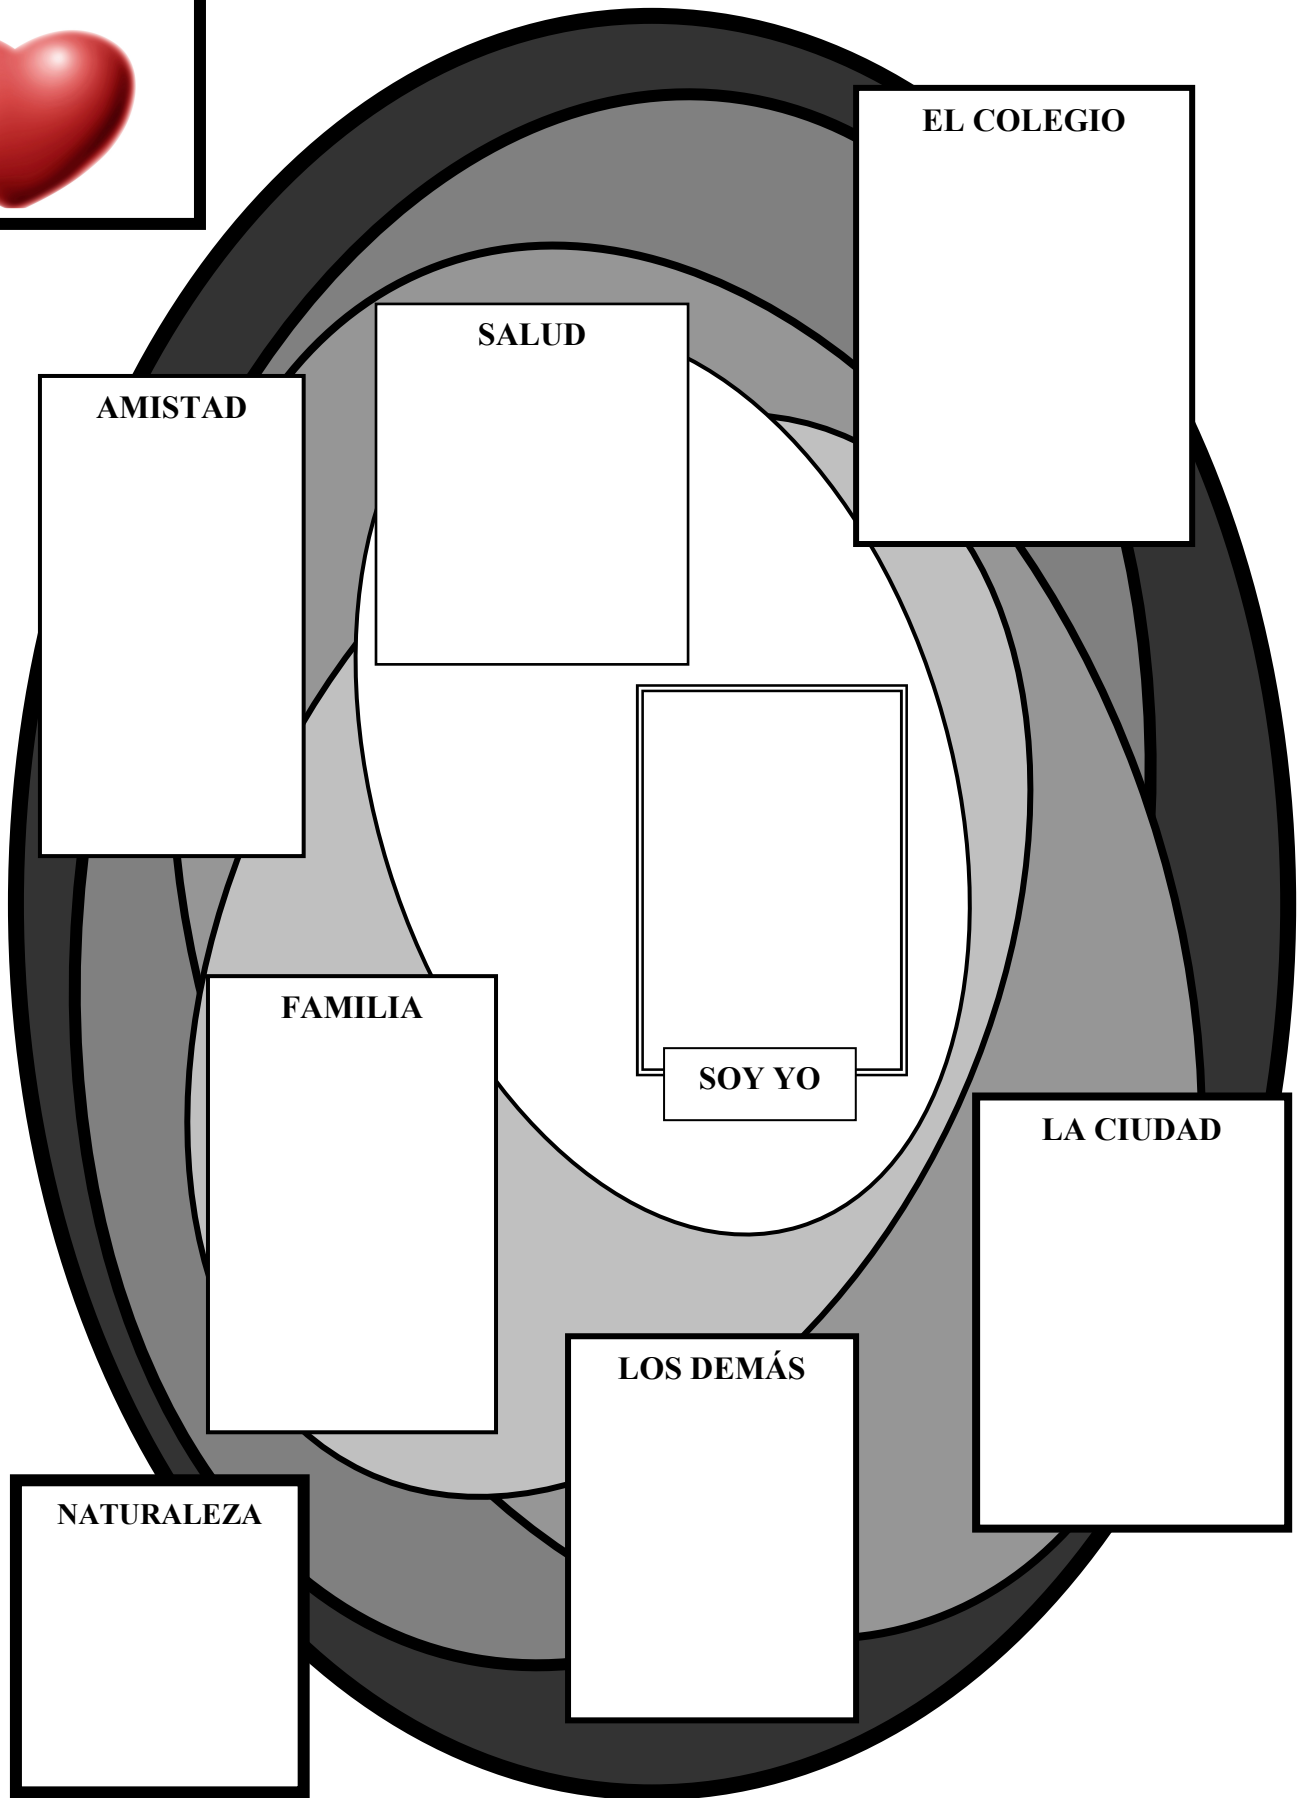 EL COLEGIO
SALUD
AMISTAD
FAMILIA
SOY YO
LA CIUDAD
LOS DEMÁS
NATURALEZA